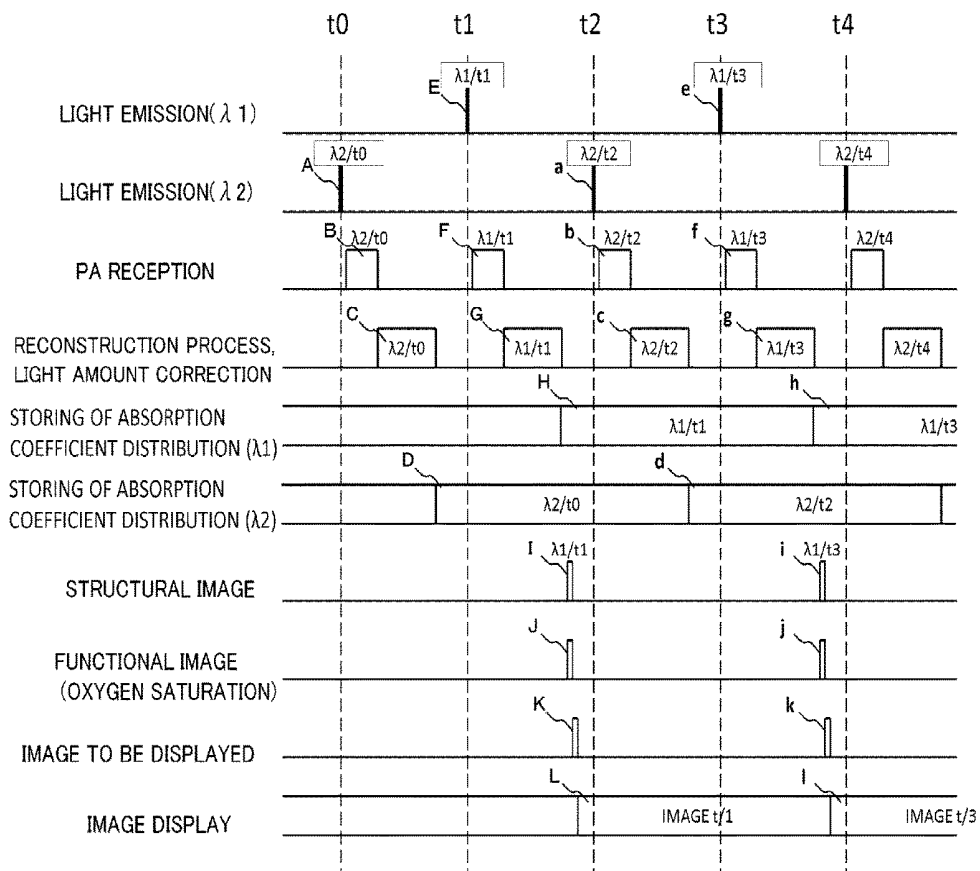 t0 t1 t2 t3 t4
λ1/t1 λ1/t3
E e
LIGHT EMISSION(λ 1)
λ2/t0 λ2/t2 λ2/t4
A a
LIGHT EMISSION(λ 2)
B λ2/t0 F λ1/t1 b λ2/t2 f λ1/t3 λ2/t4
PA RECEPTION
C G c g
λ2/t0 λ1/t1 λ2/t2 λ1/t3 λ2/t4
RECONSTRUCTION PROCESS,
LIGHT AMOUNT CORRECTION
H h
STORING OF ABSORPTION
COEFFICIENT DISTRIBUTION (λ1)
λ1/t1 λ1/t3
D d
STORING OF ABSORPTION
COEFFICIENT DISTRIBUTION (λ2)
λ2/t0 λ2/t2
I λ1/t1 i λ1/t3
STRUCTURAL IMAGE
J j
FUNCTIONAL IMAGE
(OXYGEN SATURATION)
K k
IMAGE TO BE DISPLAYED
L l
IMAGE DISPLAY
IMAGE t/1 IMAGE t/3